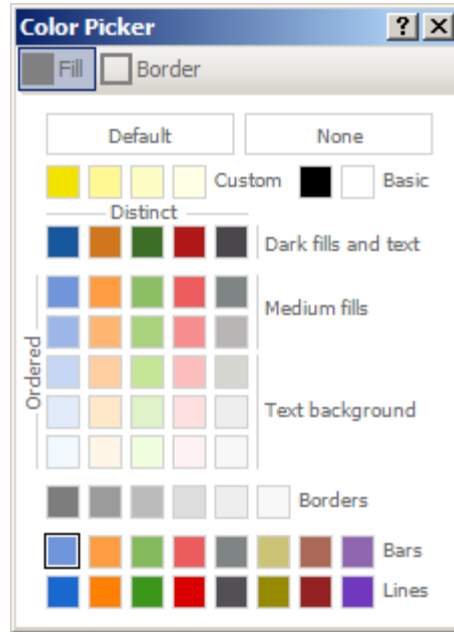 Color Picker ? X
Fill Border
Default None
Custom Basic
Distinct
Dark fills and text
Medium fills
Ordered
Text background
Borders
Bars
Lines